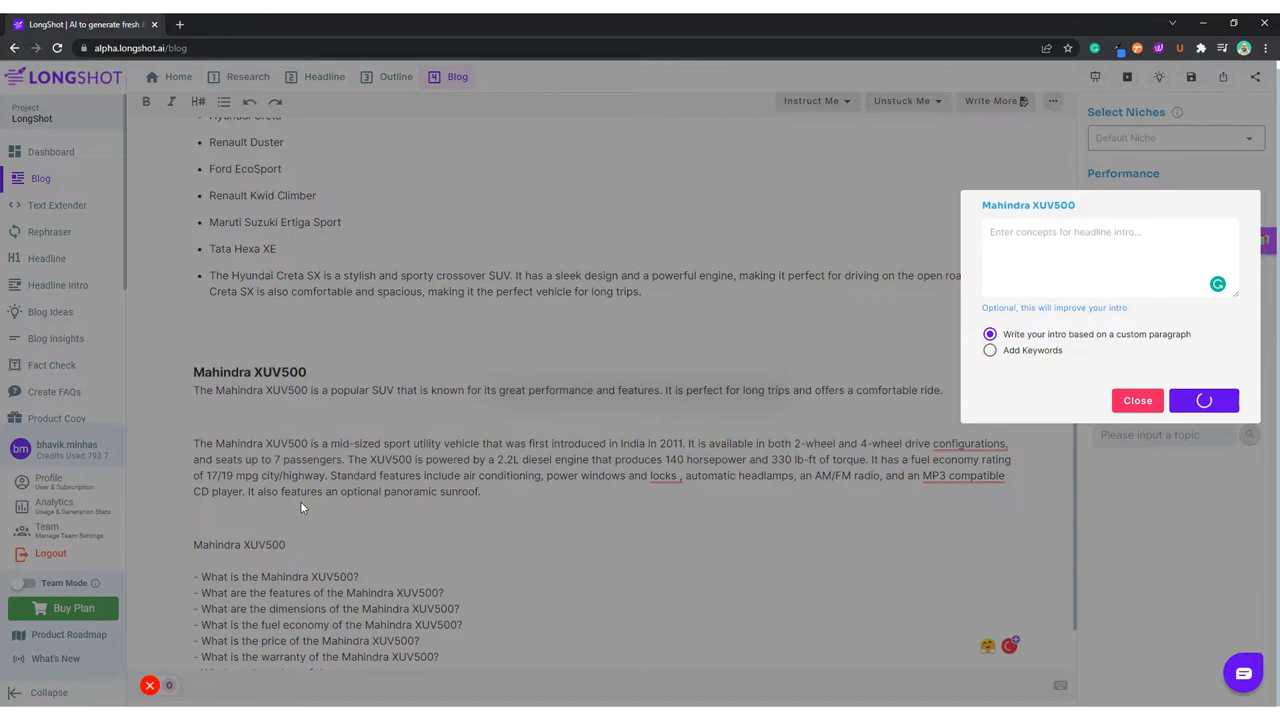 LongShot | AI to generate fresh &
alpha.longshot.ai/blog
LONGSHOT
Home
1 Research
2 Headline
3 Outline
4 Blog
Project
LongShot
B I H#
Instruct Me
Unstuck Me
Write More
Select Niches
Default Niche
Performance
Dashboard
Blog
Text Extender
Rephraser
Headline
Headline Intro
Blog Ideas
Blog Insights
Fact Check
Create FAQs
Product Copy
bm
bhavik.minhas
Credits Used:793.7
Profile
User & Subscription
Analytics
Usage & Generation Stats
Team
Manage Team Settings
Logout
Team Mode
Buy Plan
Product Roadmap
What's New
Collapse
Hyundai Creta
• Renault Duster
• Ford EcoSport
• Renault Kwid Climber
• Maruti Suzuki Ertiga Sport
• Tata Hexa XE
• The Hyundai Creta SX is a stylish and sporty crossover SUV. It has a sleek design and a powerful engine, making it perfect for driving on the open roa
Creta SX is also comfortable and spacious, making it the perfect vehicle for long trips.
Mahindra XUV500
The Mahindra XUV500 is a popular SUV that is known for its great performance and features. It is perfect for long trips and offers a comfortable ride.
The Mahindra XUV500 is a mid-sized sport utility vehicle that was first introduced in India in 2011. It is available in both 2-wheel and 4-wheel drive configurations,
and seats up to 7 passengers. The XUV500 is powered by a 2.2L diesel engine that produces 140 horsepower and 330 lb-ft of torque. It has a fuel economy rating
of 17/19 mpg city/highway. Standard features include air conditioning, power windows and locks , automatic headlamps, an AM/FM radio, and an MP3 compatible
CD player. It also features an optional panoramic sunroof.
Mahindra XUV500
- What is the Mahindra XUV500?
- What are the features of the Mahindra XUV500?
- What are the dimensions of the Mahindra XUV500?
- What is the fuel economy of the Mahindra XUV500?
- What is the price of the Mahindra XUV500?
- What is the warranty of the Mahindra XUV500?
0
Mahindra XUV500
Enter concepts for headline intro...
Optional, this will improve your intro
Write your intro based on a custom paragraph
Add Keywords
Close
Please input a topic